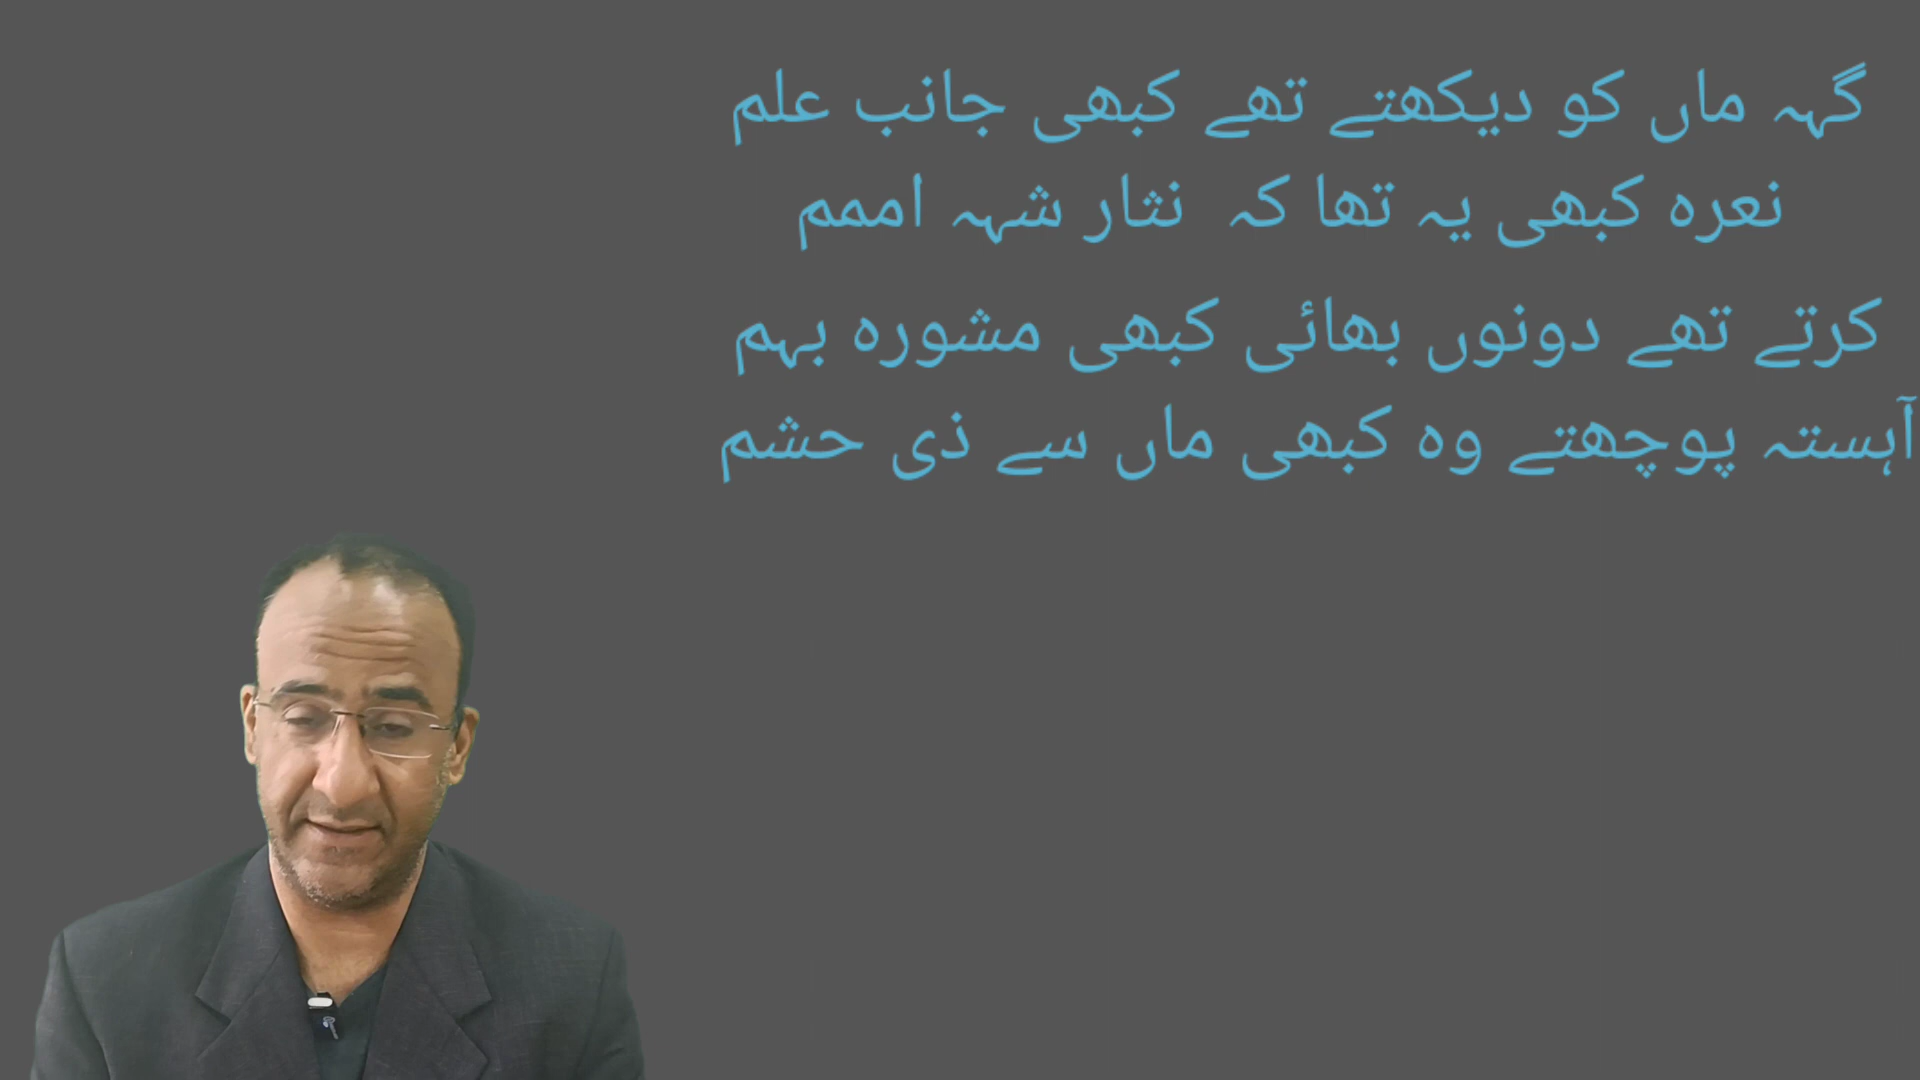 گہہ ماں کو دیکھتے تھے کبھی جانب علم
نعرہ کبھی یہ تھا کہ نثار شہہ اممم
کرتے تھے دونوں بھائی کبھی مشورہ بہم
آہستہ پوچھتے وہ کبھی ماں سے ذی حشم